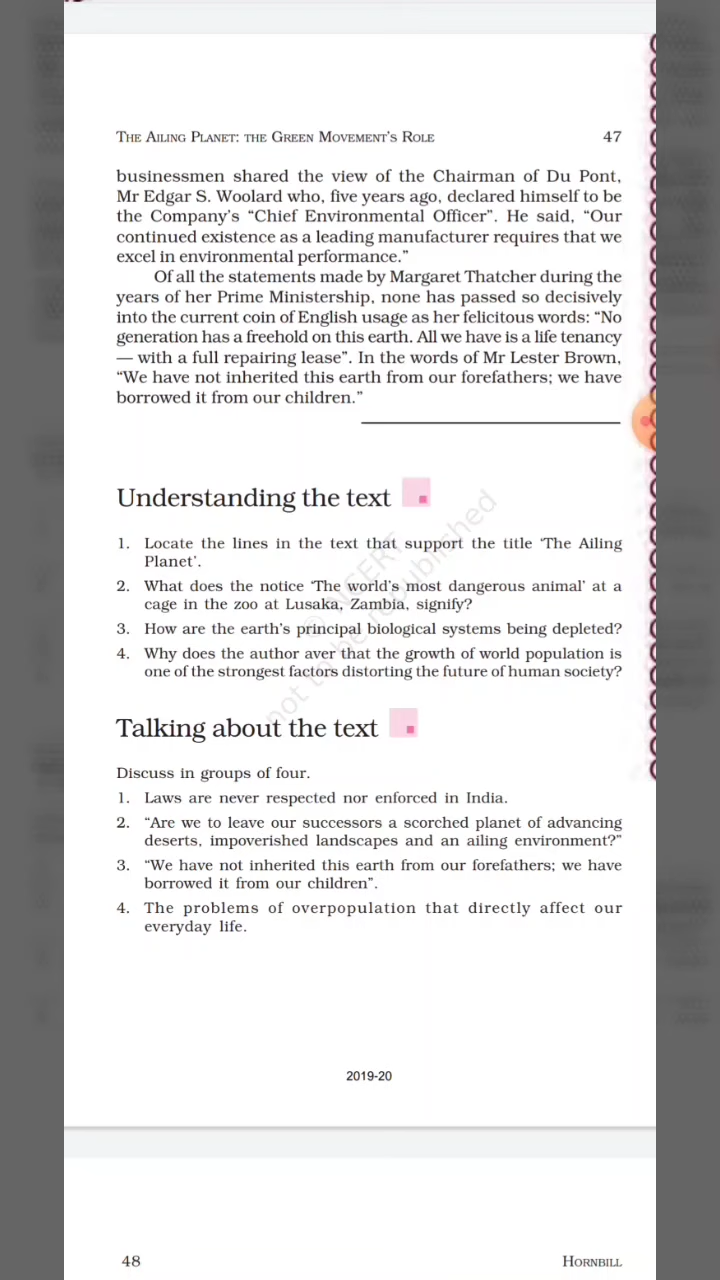 THE AILING PLANET: THE GREEN MOVEMENT'S ROLE 47
businessmen shared the view of the Chairman of Du Pont,
Mr Edgar S. Woolard who, five years ago, declared himself to be
the Company's “Chief Environmental Officer”. He said, “Our
continued existence as a leading manufacturer requires that we
excel in environmental performance.”
Of all the statements made by Margaret Thatcher during the
years of her Prime Ministership, none has passed so decisively
into the current coin of English usage as her felicitous words: “No
generation has a freehold on this earth. All we have is a life tenancy
— with a full repairing lease”. In the words of Mr Lester Brown,
“We have not inherited this earth from our forefathers; we have
borrowed it from our children.”
Understanding the text
1. Locate the lines in the text that support the title ‘The Ailing
Planet’.
2. What does the notice ‘The world’s most dangerous animal’ at a
cage in the zoo at Lusaka, Zambia, signify?
3. How are the earth’s principal biological systems being depleted?
4. Why does the author aver that the growth of world population is
one of the strongest factors distorting the future of human society?
© NCERT
not to be republished
Talking about the text
Discuss in groups of four.
1. Laws are never respected nor enforced in India.
2. “Are we to leave our successors a scorched planet of advancing
deserts, impoverished landscapes and an ailing environment?”
3. “We have not inherited this earth from our forefathers; we have
borrowed it from our children”.
4. The problems of overpopulation that directly affect our
everyday life.
2019-20
48 HORNBILL